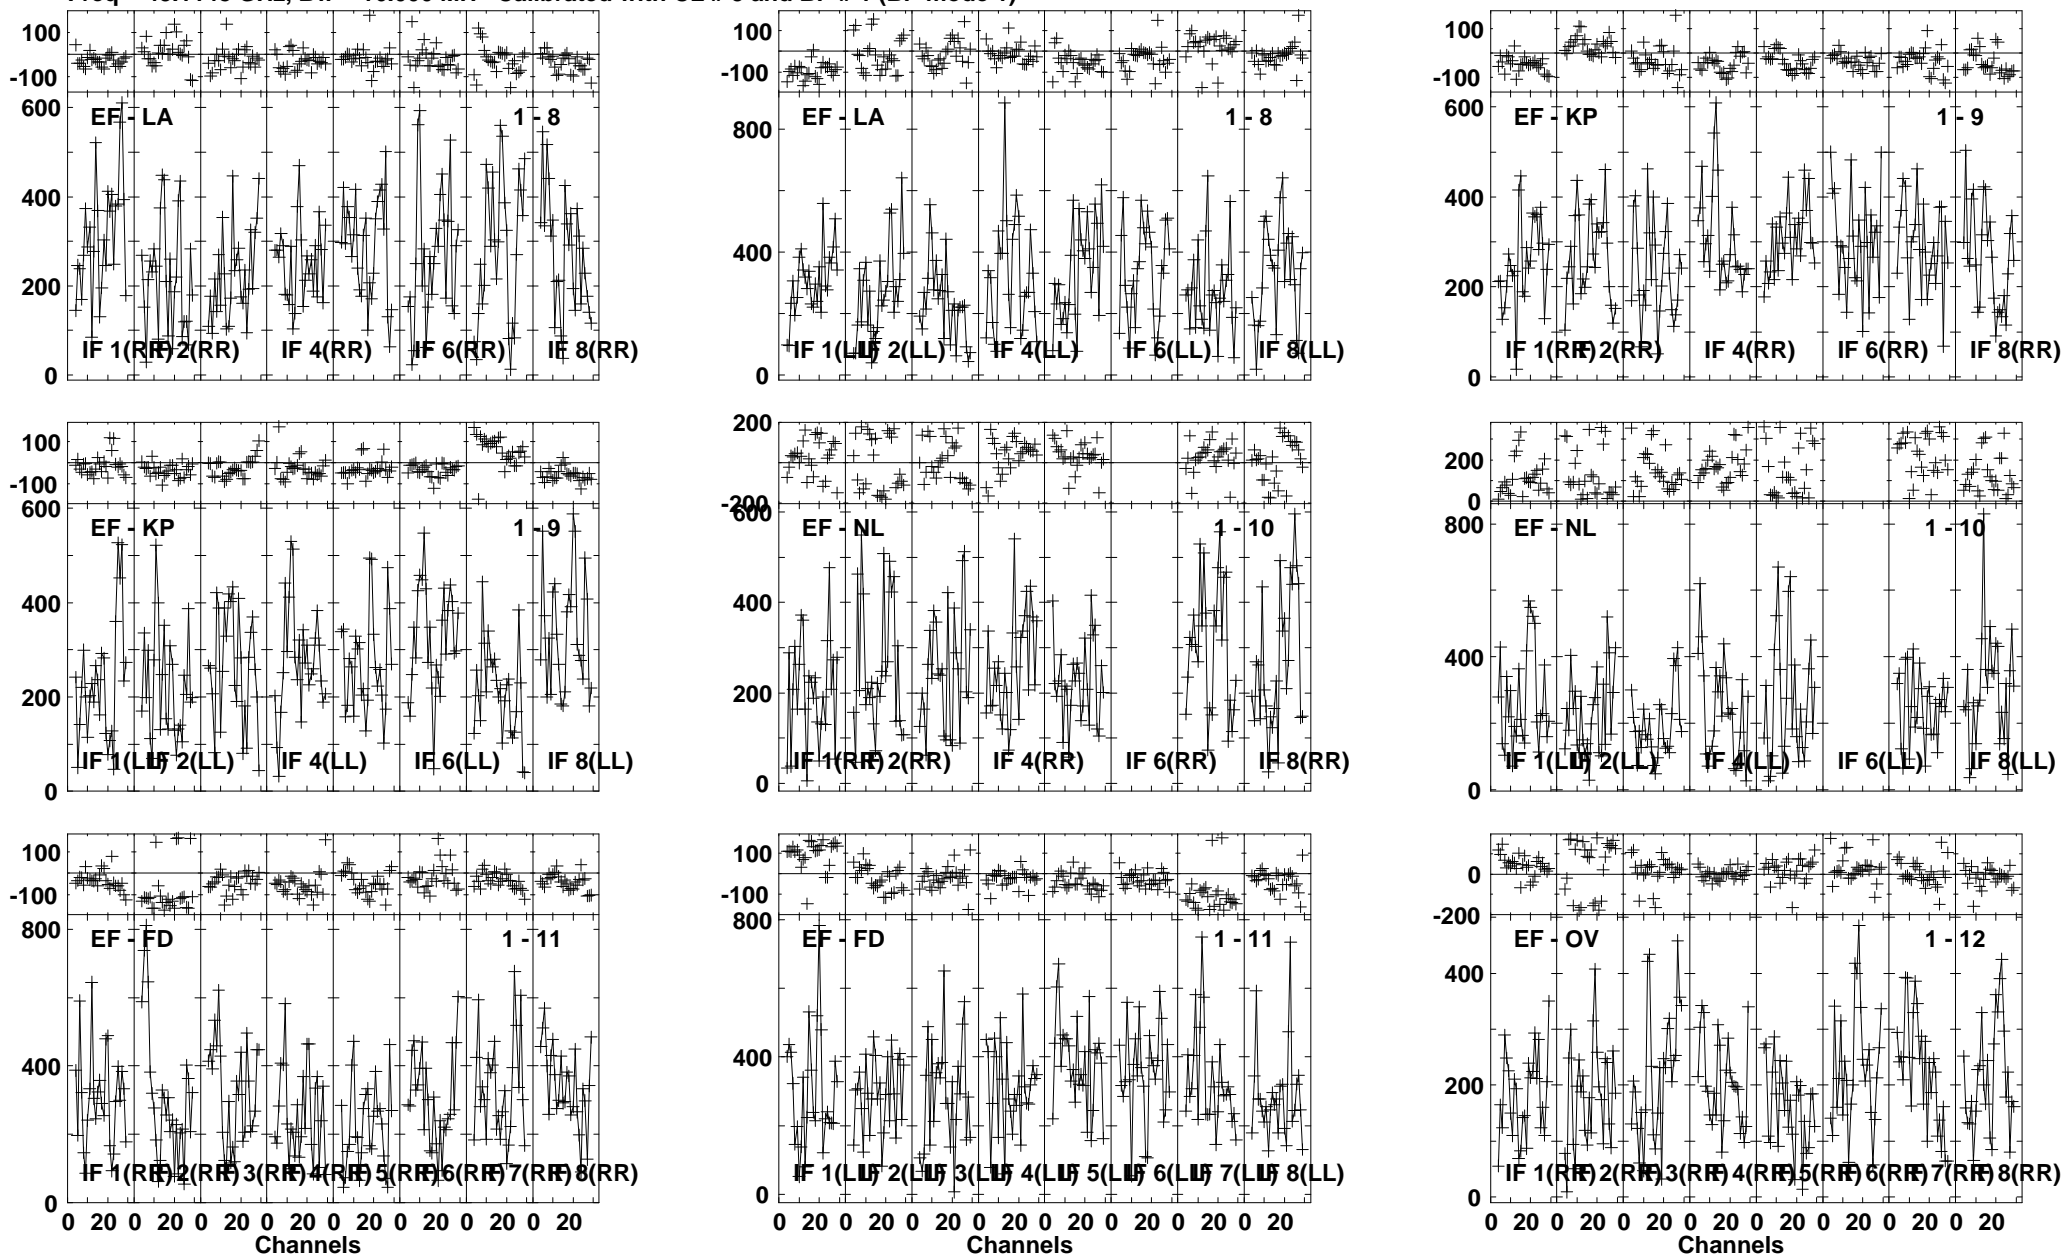 100
-100
600
400
200
0
EF - LA
1 - 8
IF 1(RR)
IF 2(RR)
IF 4(RR)
IF 6(RR)
IF 8(RR)
100
-100
800
400
0
EF - LA
1 - 8
IF 1(LL)
IF 2(LL)
IF 4(LL)
IF 6(LL)
IF 8(LL)
100
-100
600
400
200
0
EF - KP
1 - 9
IF 1(RR)
IF 2(RR)
IF 4(RR)
IF 6(RR)
IF 8(RR)
100
-100
600
400
200
0
EF - KP
1 - 9
IF 1(LL)
IF 2(LL)
IF 4(LL)
IF 6(LL)
IF 8(LL)
200
-200
600
400
200
0
EF - NL
1 - 10
IF 1(RR)
IF 2(RR)
IF 4(RR)
IF 6(RR)
IF 8(RR)
200
0
800
400
0
EF - NL
1 - 10
IF 1(LL)
IF 2(LL)
IF 4(LL)
IF 6(LL)
IF 8(LL)
100
-100
800
400
0
EF - FD
1 - 11
IF 1(RR)
IF 2(RR)
IF 3(RR)
IF 4(RR)
IF 5(RR)
IF 6(RR)
IF 7(RR)
IF 8(RR)
0 20 0 20 0 20 0 20 0 20 0 20 0 20 0 20
Channels
100
-100
800
400
0
EF - FD
1 - 11
IF 1(LL)
IF 2(LL)
IF 3(LL)
IF 4(LL)
IF 5(LL)
IF 6(LL)
IF 7(LL)
IF 8(LL)
0 20 0 20 0 20 0 20 0 20 0 20 0 20 0 20
Channels
0
-200
400
200
0
EF - OV
1 - 12
IF 1(RR)
IF 2(RR)
IF 3(RR)
IF 4(RR)
IF 5(RR)
IF 6(RR)
IF 7(RR)
IF 8(RR)
0 20 0 20 0 20 0 20 0 20 0 20 0 20 0 20
Channels